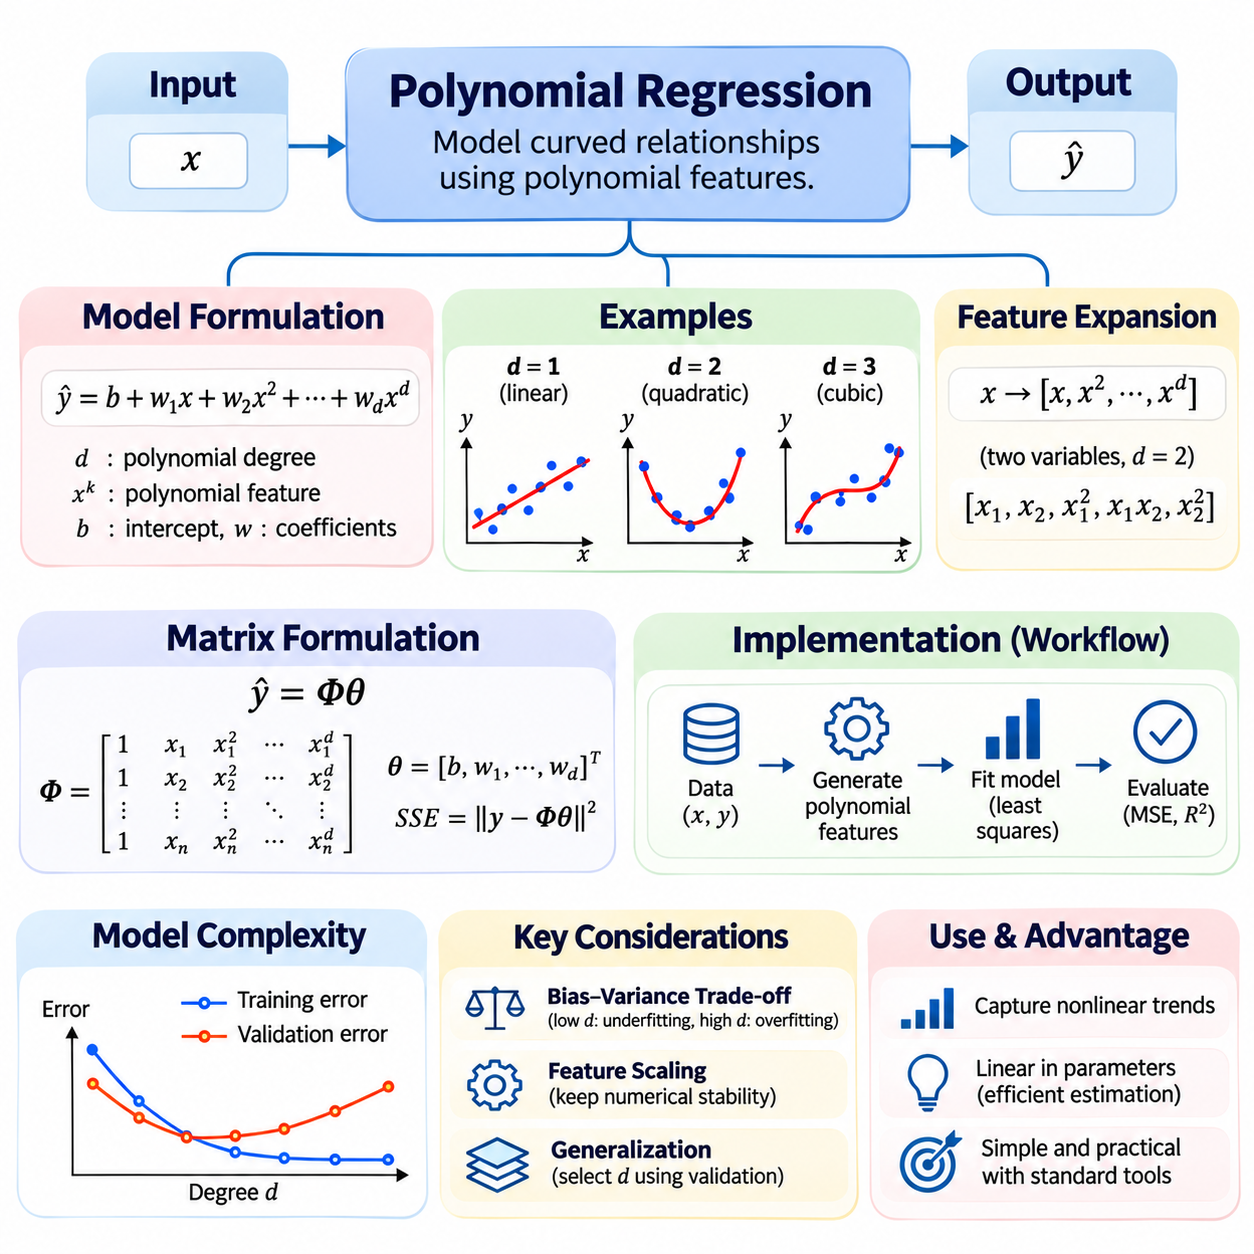 Input
x
Polynomial Regression
Model curved relationships
using polynomial features.
Output
ŷ
Model Formulation
ŷ = b + w₁x + w₂x² + ⋯ + w_dx^d
d : polynomial degree
x^k : polynomial feature
b : intercept, w : coefficients
Examples
d = 1
(linear)
y
x
d = 2
(quadratic)
y
x
d = 3
(cubic)
y
x
Feature Expansion
x → [x, x², ⋯, x^d]
(two variables, d = 2)
[x₁, x₂, x₁², x₁x₂, x₂²]
Matrix Formulation
ŷ = Φθ
Φ =
1 x₁ x₁² ⋯ x₁^d
1 x₂ x₂² ⋯ x₂^d
⋮ ⋮ ⋮ ⋱ ⋮
1 xₙ xₙ² ⋯ xₙ^d
θ = [b, w₁, ⋯, w_d]^T
SSE = ||y − Φθ||²
Implementation (Workflow)
Data
(x, y)
Generate
polynomial
features
Fit model
(least
squares)
Evaluate
(MSE, R²)
Model Complexity
Error
Training error
Validation error
Degree d
Key Considerations
Bias–Variance Trade-off
(low d: underfitting, high d: overfitting)
Feature Scaling
(keep numerical stability)
Generalization
(select d using validation)
Use & Advantage
Capture nonlinear trends
Linear in parameters
(efficient estimation)
Simple and practical
with standard tools